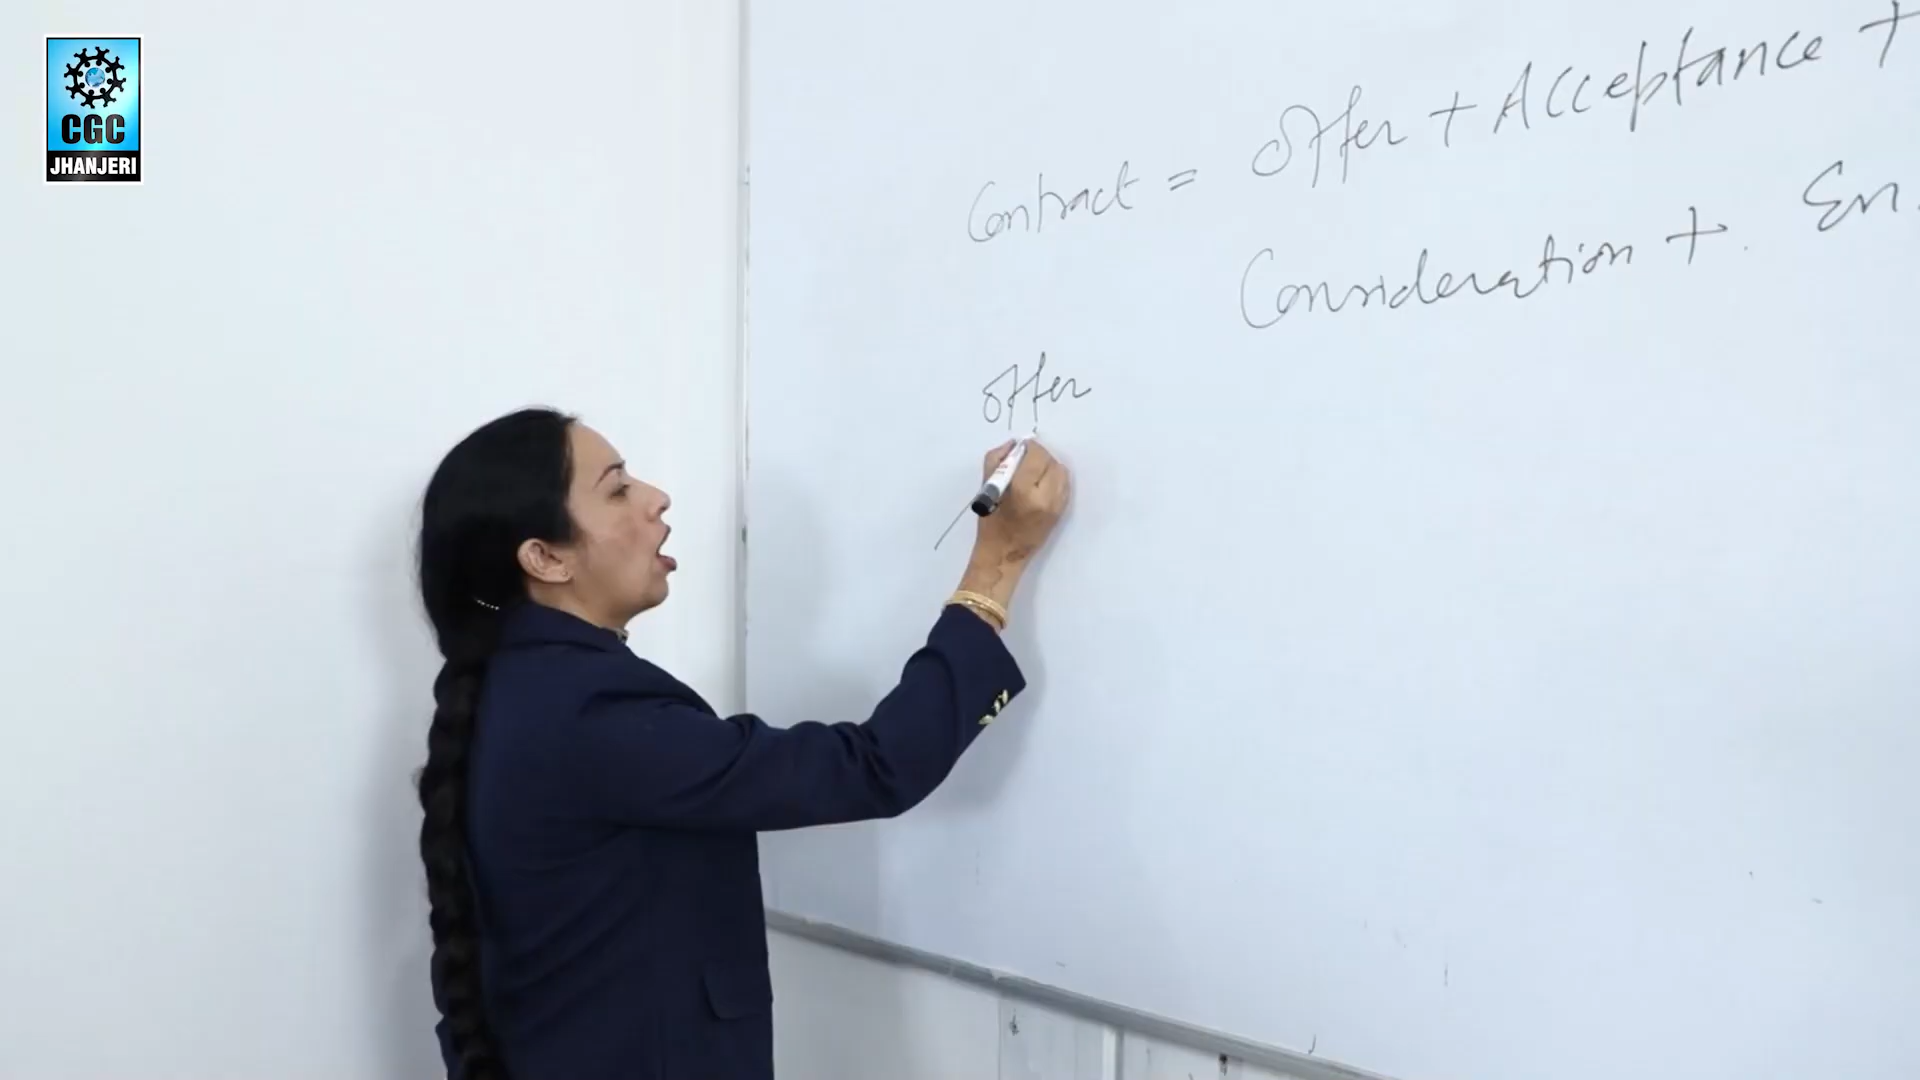 CGC
JHANJERI
Contract = Offer + Acceptance +
Consideration + En
Offer